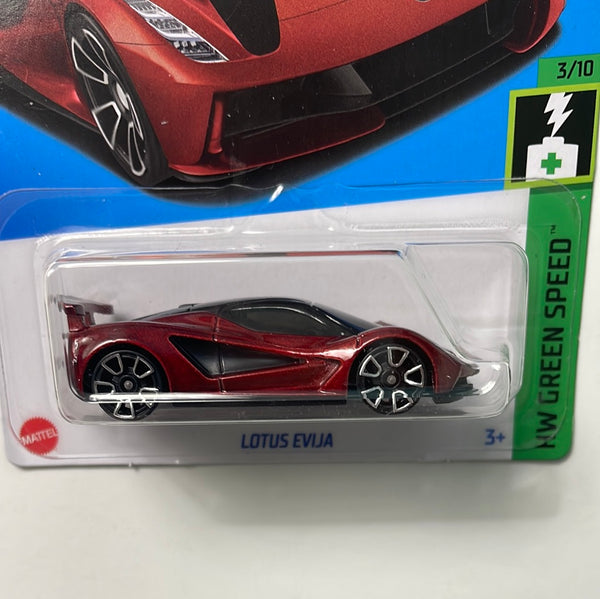 3/10
HW GREEN SPEED™
MATTEL
LOTUS EVIJA
3+